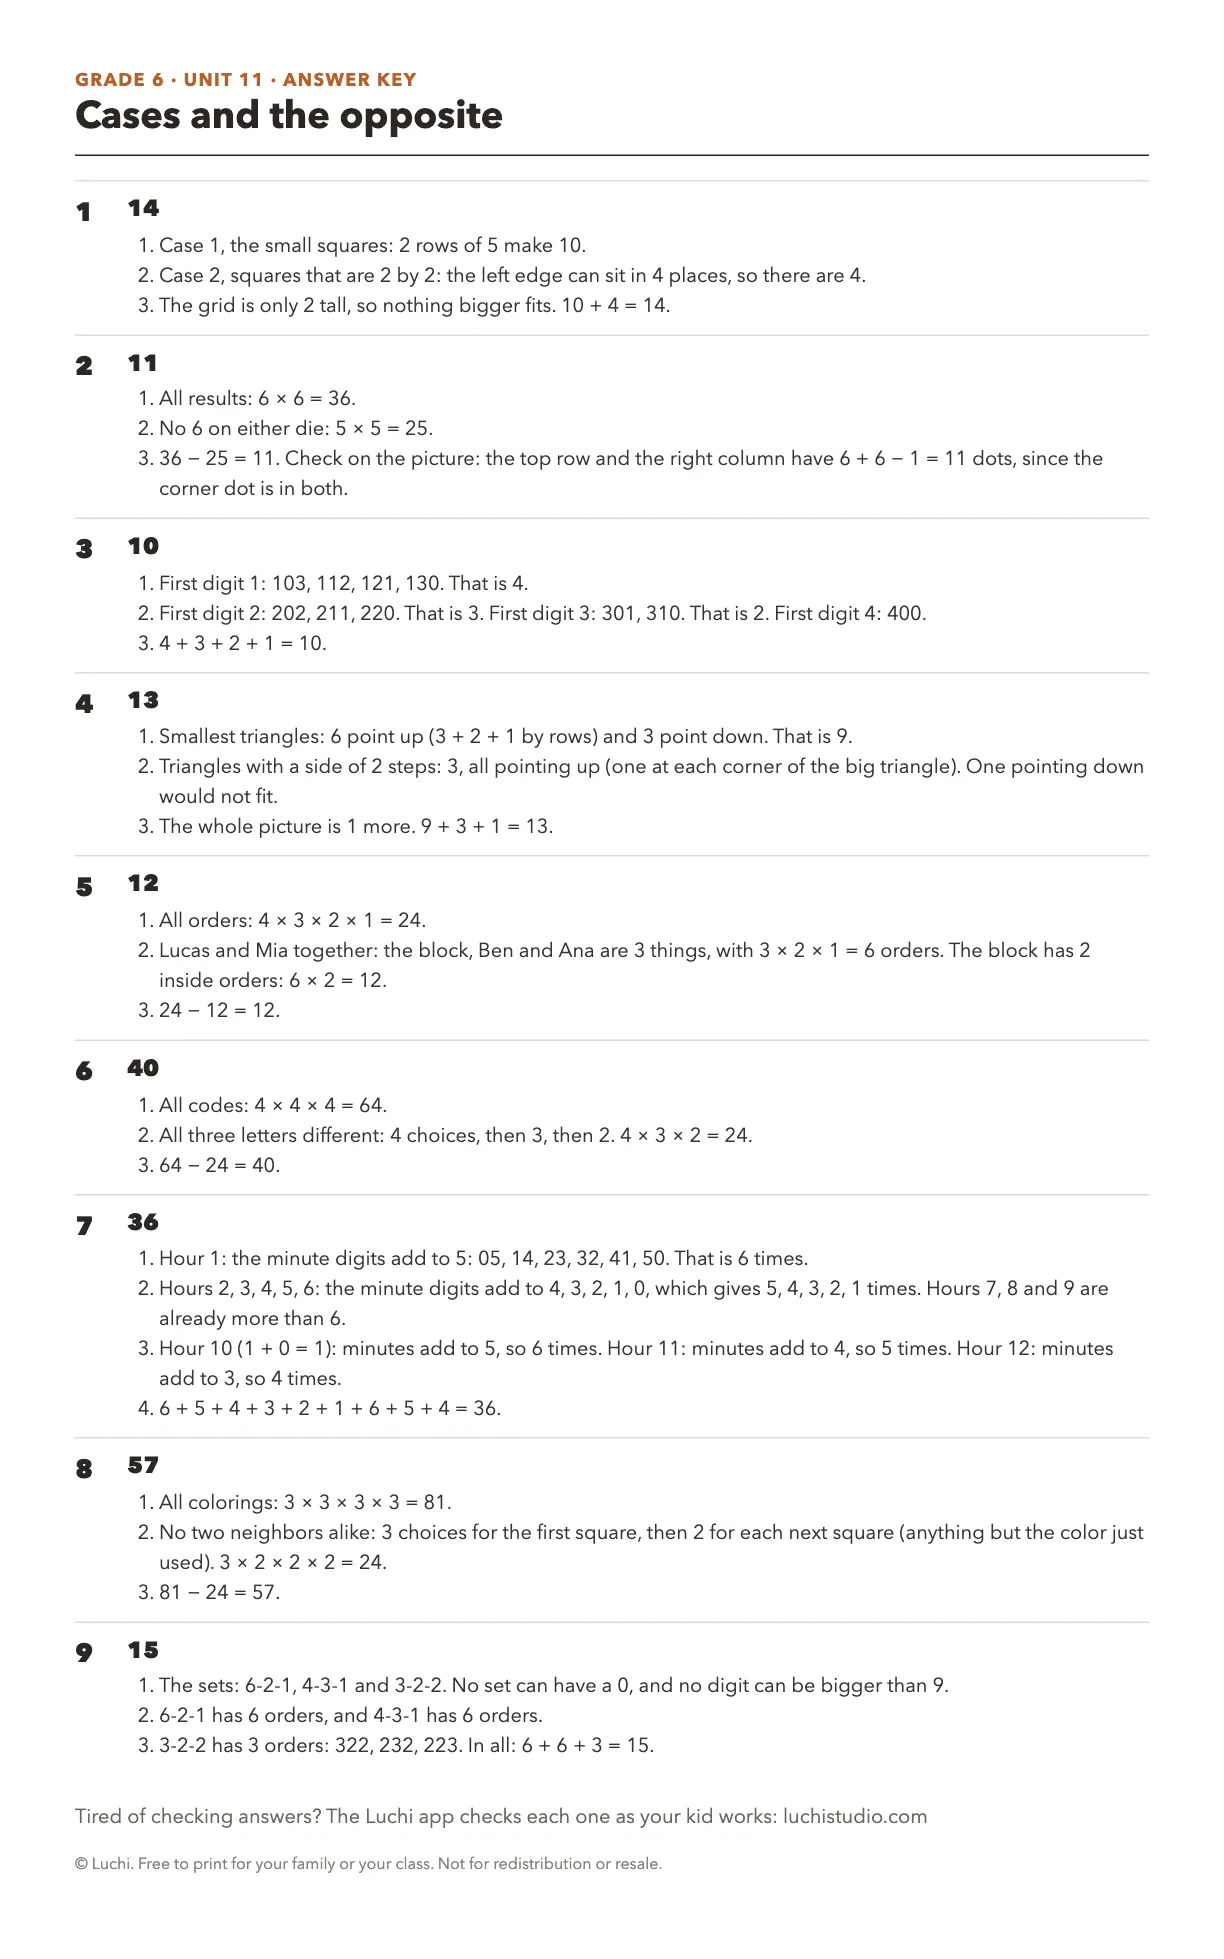 GRADE 6 · UNIT 11 · ANSWER KEY
Cases and the opposite
1 14
1. Case 1, the small squares: 2 rows of 5 make 10.
2. Case 2, squares that are 2 by 2: the left edge can sit in 4 places, so there are 4.
3. The grid is only 2 tall, so nothing bigger fits. 10 + 4 = 14.
2 11
1. All results: 6 × 6 = 36.
2. No 6 on either die: 5 × 5 = 25.
3. 36 − 25 = 11. Check on the picture: the top row and the right column have 6 + 6 − 1 = 11 dots, since the
corner dot is in both.
3 10
1. First digit 1: 103, 112, 121, 130. That is 4.
2. First digit 2: 202, 211, 220. That is 3. First digit 3: 301, 310. That is 2. First digit 4: 400.
3. 4 + 3 + 2 + 1 = 10.
4 13
1. Smallest triangles: 6 point up (3 + 2 + 1 by rows) and 3 point down. That is 9.
2. Triangles with a side of 2 steps: 3, all pointing up (one at each corner of the big triangle). One pointing down
would not fit.
3. The whole picture is 1 more. 9 + 3 + 1 = 13.
5 12
1. All orders: 4 × 3 × 2 × 1 = 24.
2. Lucas and Mia together: the block, Ben and Ana are 3 things, with 3 × 2 × 1 = 6 orders. The block has 2
inside orders: 6 × 2 = 12.
3. 24 − 12 = 12.
6 40
1. All codes: 4 × 4 × 4 = 64.
2. All three letters different: 4 choices, then 3, then 2. 4 × 3 × 2 = 24.
3. 64 − 24 = 40.
7 36
1. Hour 1: the minute digits add to 5: 05, 14, 23, 32, 41, 50. That is 6 times.
2. Hours 2, 3, 4, 5, 6: the minute digits add to 4, 3, 2, 1, 0, which gives 5, 4, 3, 2, 1 times. Hours 7, 8 and 9 are
already more than 6.
3. Hour 10 (1 + 0 = 1): minutes add to 5, so 6 times. Hour 11: minutes add to 4, so 5 times. Hour 12: minutes
add to 3, so 4 times.
4. 6 + 5 + 4 + 3 + 2 + 1 + 6 + 5 + 4 = 36.
8 57
1. All colorings: 3 × 3 × 3 × 3 = 81.
2. No two neighbors alike: 3 choices for the first square, then 2 for each next square (anything but the color just
used). 3 × 2 × 2 × 2 = 24.
3. 81 − 24 = 57.
9 15
1. The sets: 6-2-1, 4-3-1 and 3-2-2. No set can have a 0, and no digit can be bigger than 9.
2. 6-2-1 has 6 orders, and 4-3-1 has 6 orders.
3. 3-2-2 has 3 orders: 322, 232, 223. In all: 6 + 6 + 3 = 15.
Tired of checking answers? The Luchi app checks each one as your kid works: luchistudio.com
© Luchi. Free to print for your family or your class. Not for redistribution or resale.